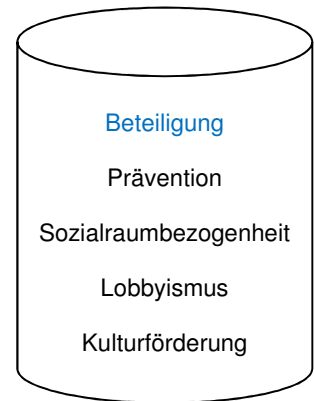 Beteiligung
Prävention
Sozialraumbezogenheit
Lobbyismus
Kulturförderung